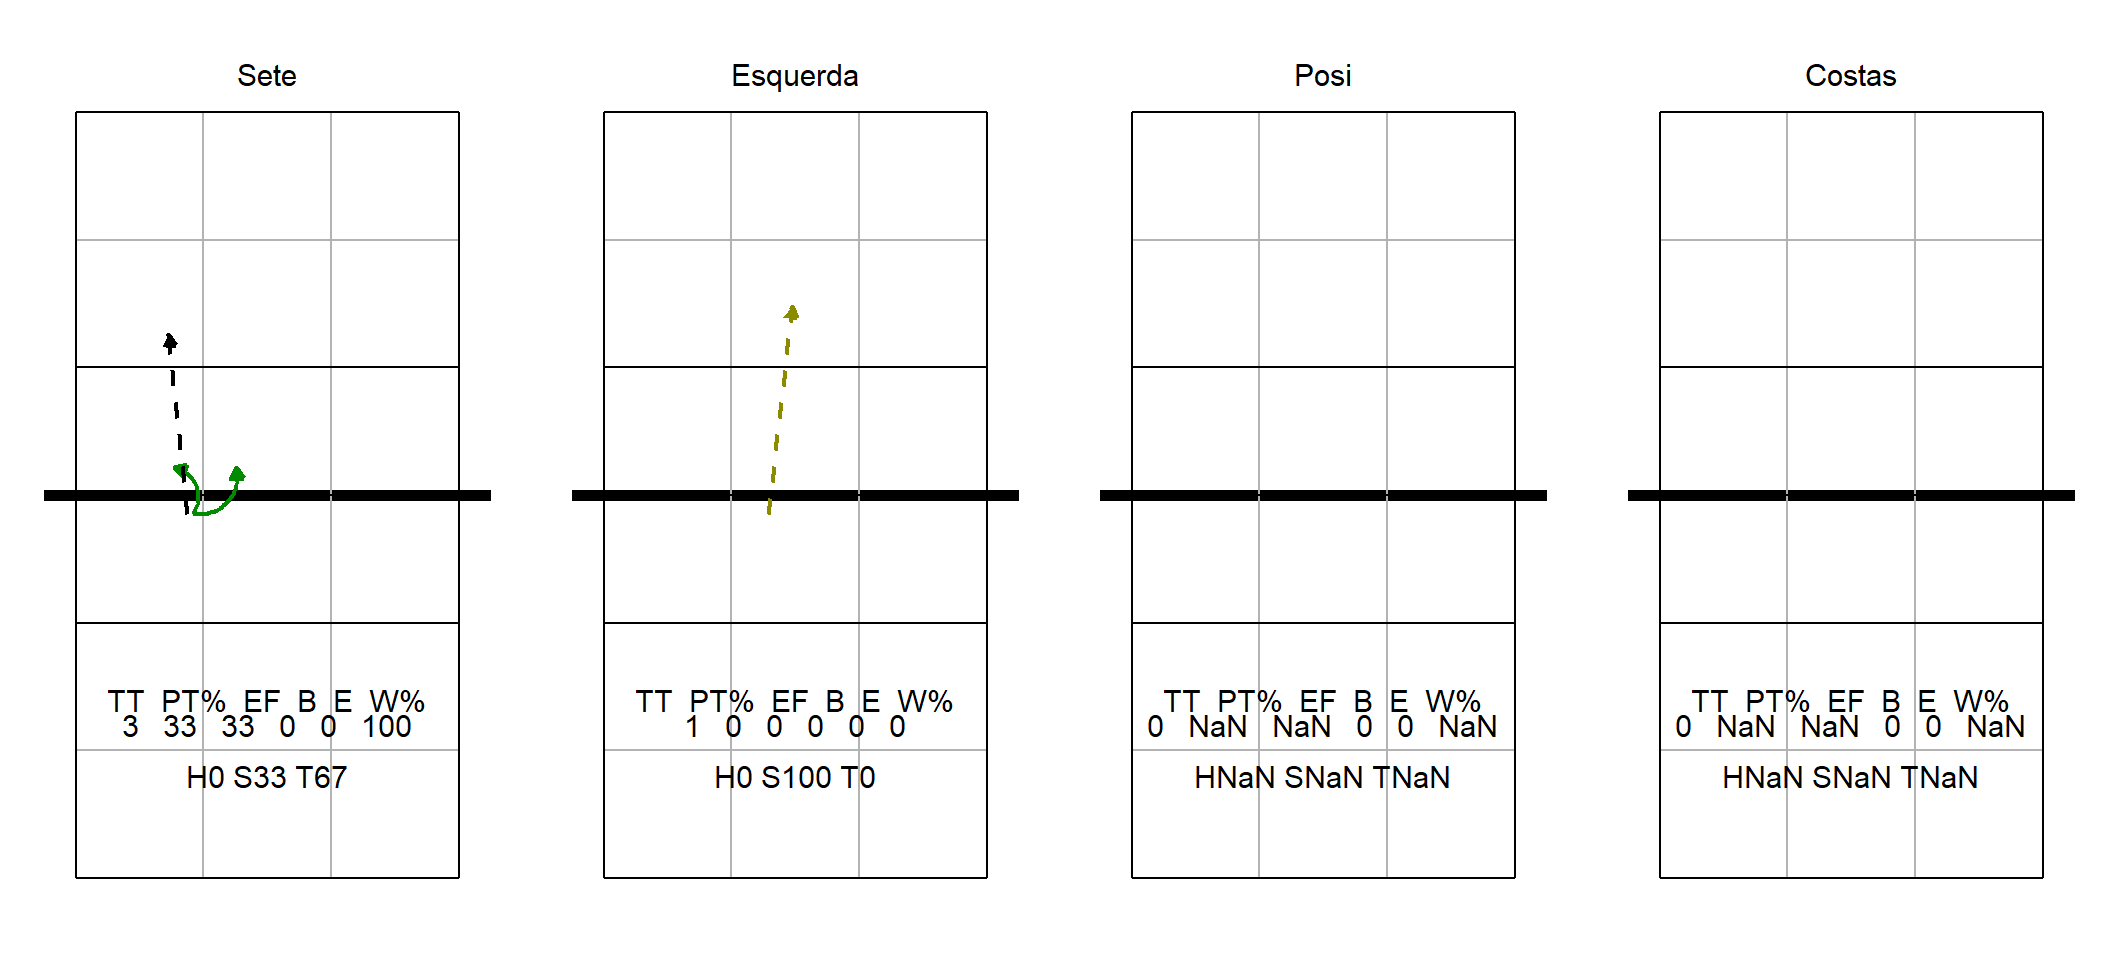 Sete
TT PT% EF B E W%
3 33 33 0 0 100
H0 S33 T67
Esquerda
TT PT% EF B E W%
1 0 0 0 0 0
H0 S100 T0
Posi
TT PT% EF B E W%
0 NaN NaN 0 0 NaN
HNaN SNaN TNaN
Costas
TT PT% EF B E W%
0 NaN NaN 0 0 NaN
HNaN SNaN TNaN